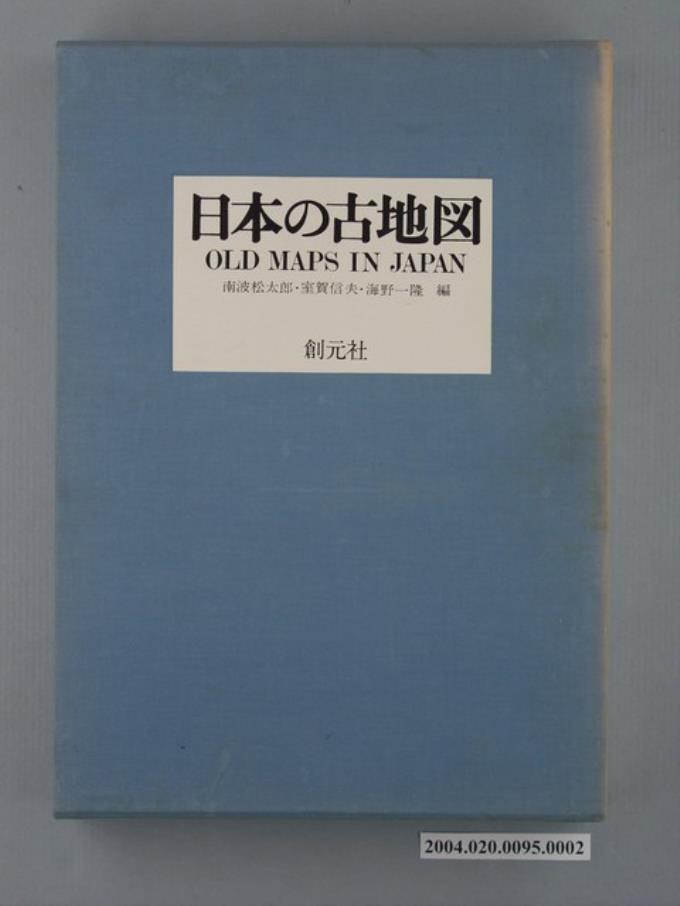 日本の古地図
OLD MAPS IN JAPAN
南波松太郎・室賀信夫・海野一隆 編
創元社
2004.020.0095.0002